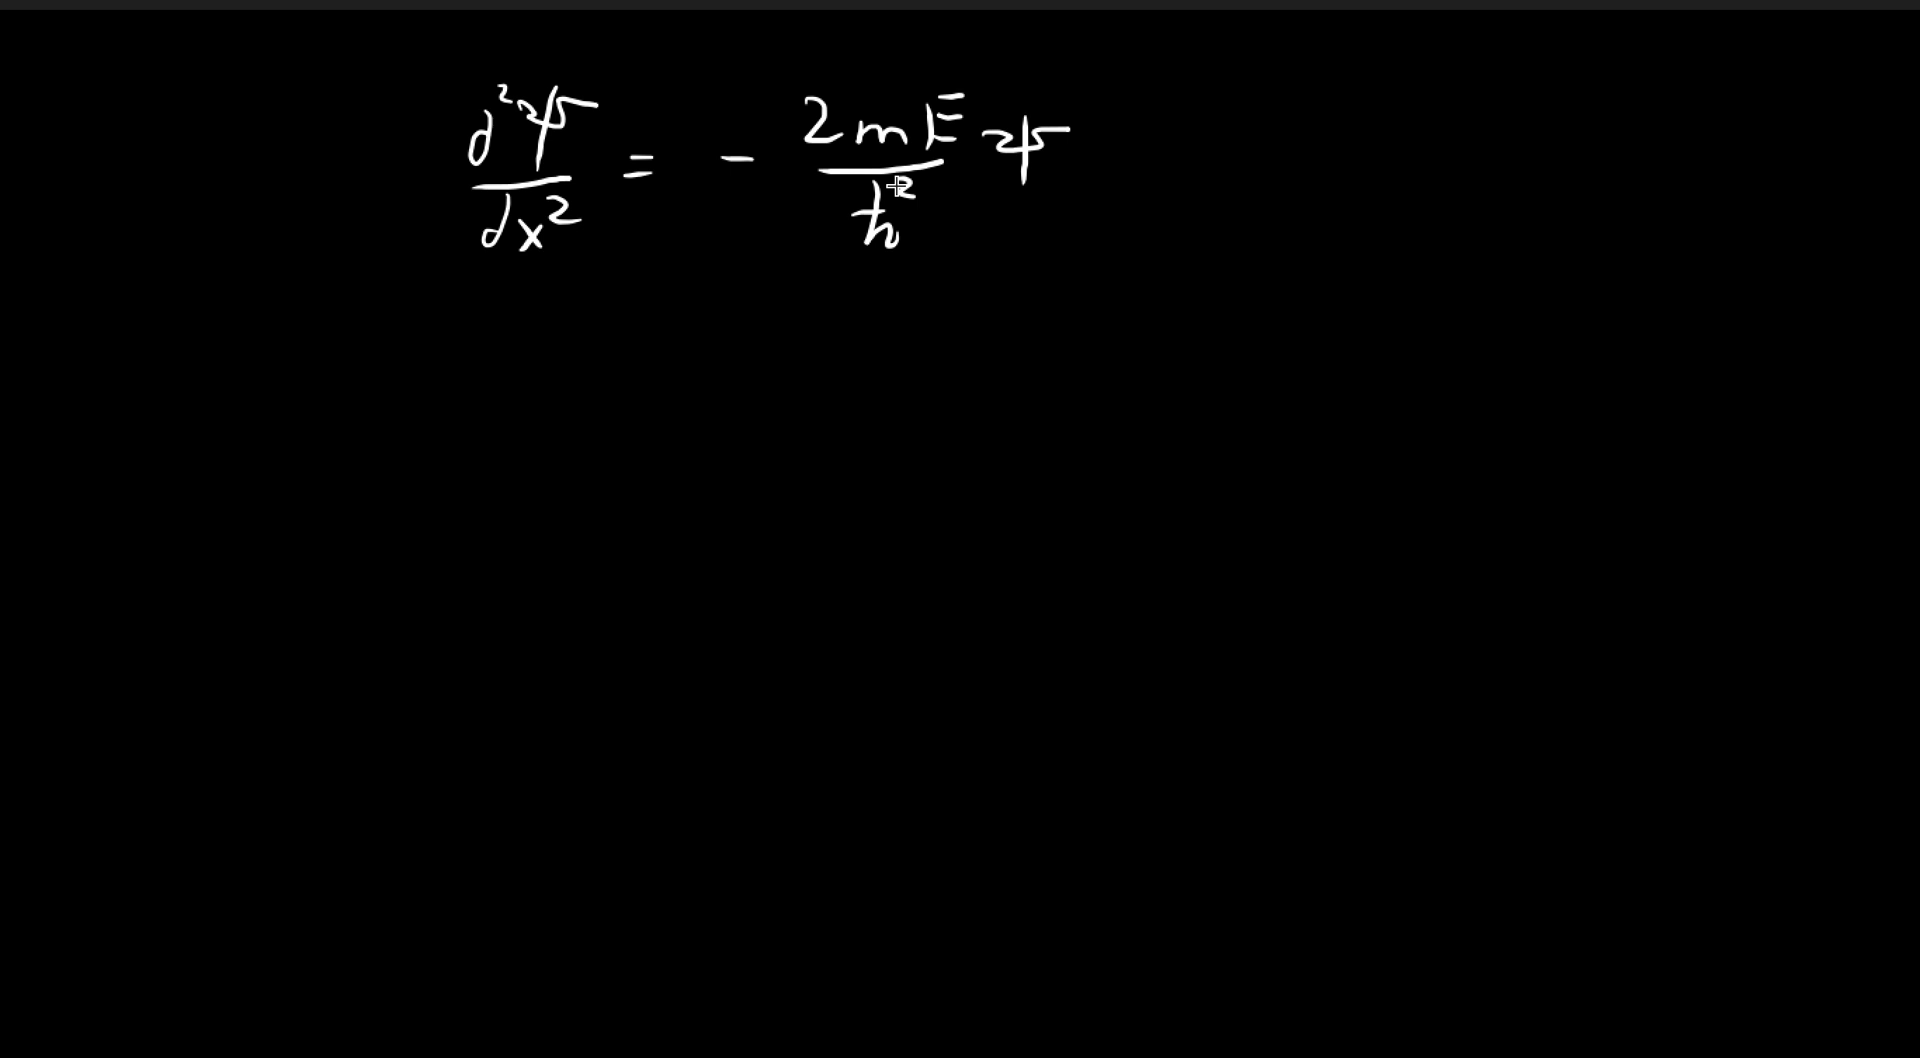 d²ψ/dx² = - 2mE/ħ² ψ